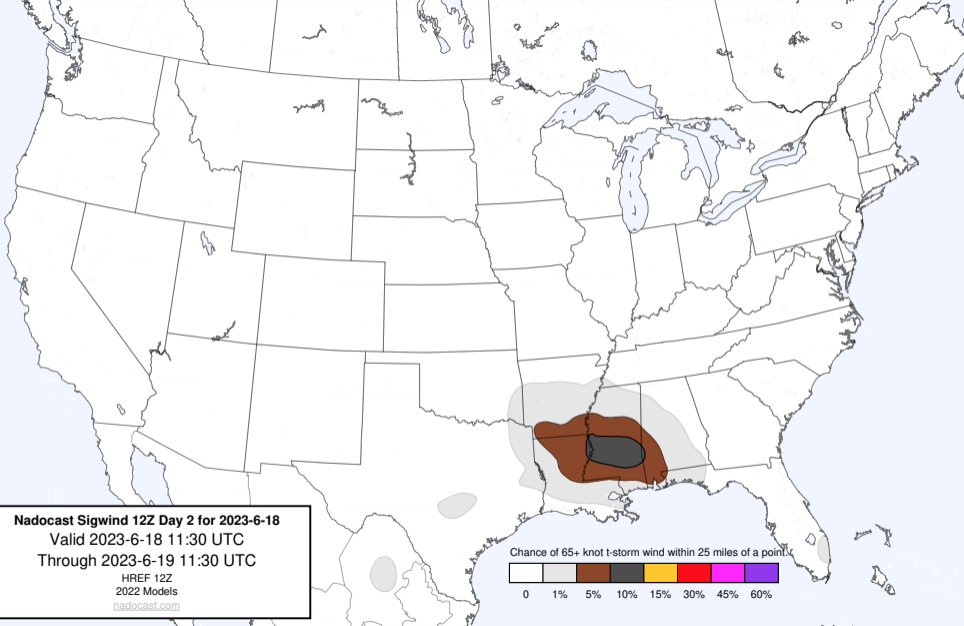 Nadocast Sigwind 12Z Day 2 for 2023-6-18
Valid 2023-6-18 11:30 UTC
Through 2023-6-19 11:30 UTC
HREF 12Z
2022 Models
nadocast.com
Chance of 65+ knot t-storm wind within 25 miles of a point.
0 1% 5% 10% 15% 30% 45% 60%